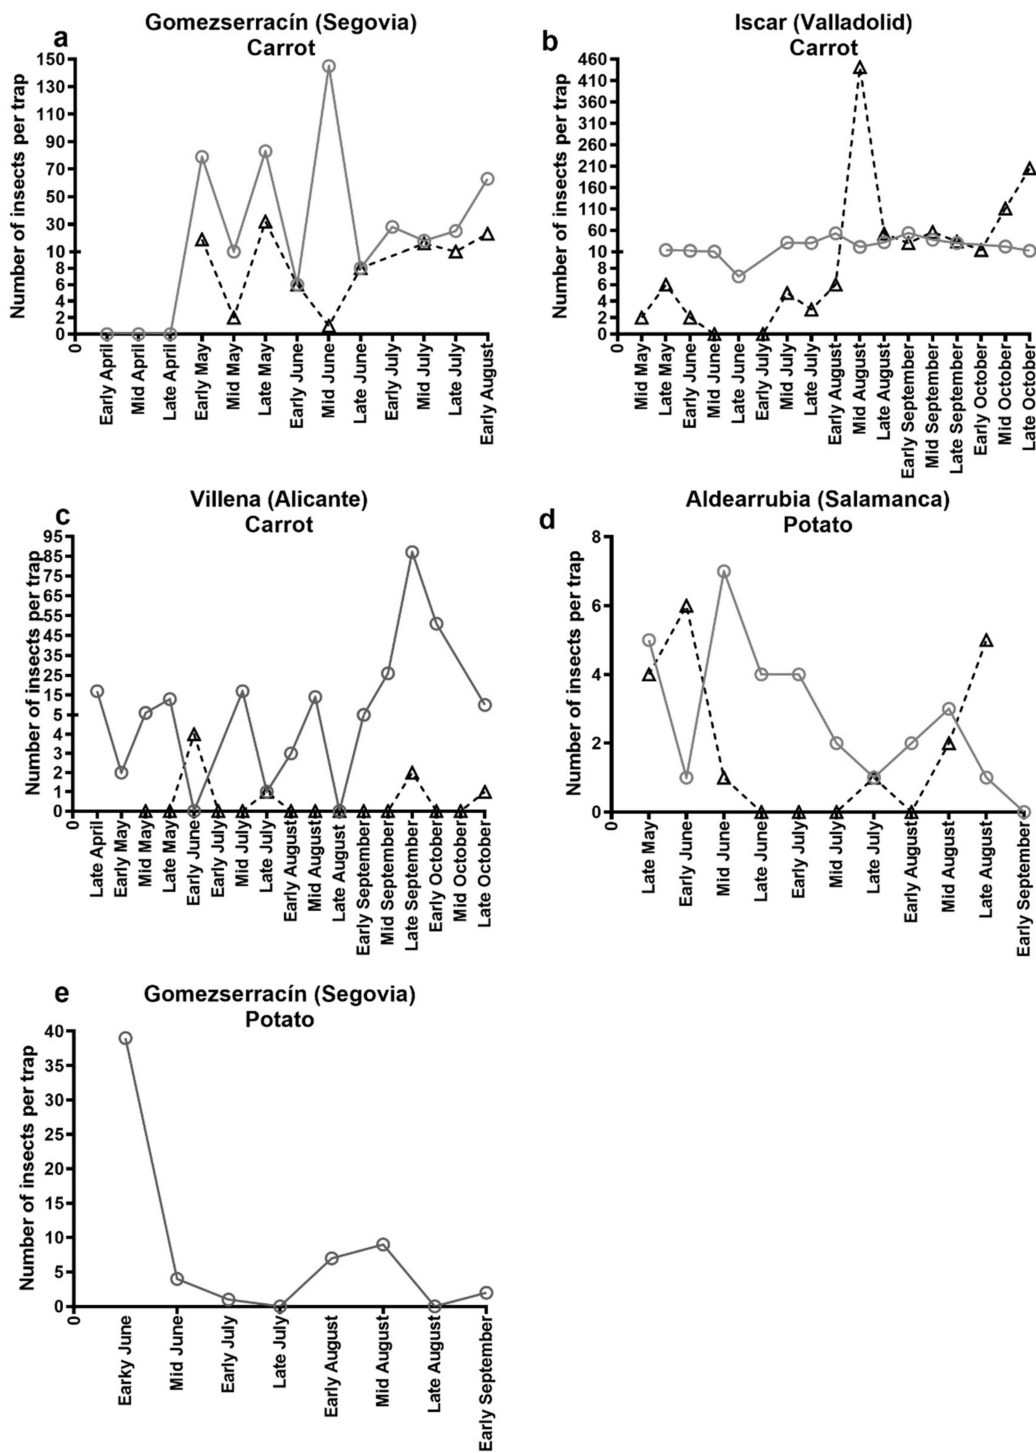 a
Gomezserracín (Segovia)
Carrot
Number of insects per trap
150
130
110
90
70
50
30
10
8
6
4
2
0
0
Early April
Mid April
Late April
Early May
Mid May
Late May
Early June
Mid June
Late June
Early July
Mid July
Late July
Early August
b
Iscar (Valladolid)
Carrot
Number of insects per trap
460
410
360
310
260
210
160
110
60
10
8
6
4
2
0
0
Mid May
Late May
Early June
Mid June
Late June
Early July
Mid July
Late July
Early August
Mid August
Late August
Early September
Mid September
Late September
Early October
Mid October
Late October
c
Villena (Alicante)
Carrot
Number of insects per trap
95
85
75
65
55
45
35
25
15
5
4
3
2
1
0
0
Late April
Early May
Mid May
Late May
Early June
Early July
Mid July
Late July
Early August
Mid August
Late August
Early September
Mid September
Late September
Early October
Mid October
Late October
d
Aldearrubia (Salamanca)
Potato
Number of insects per trap
8
6
4
2
0
0
Late May
Early June
Mid June
Late June
Early July
Mid July
Late July
Early August
Mid August
Late August
Early September
e
Gomezserracín (Segovia)
Potato
Number of insects per trap
40
35
30
25
20
15
10
5
0
0
Earky June
Mid June
Early July
Late July
Early August
Mid August
Late August
Early September